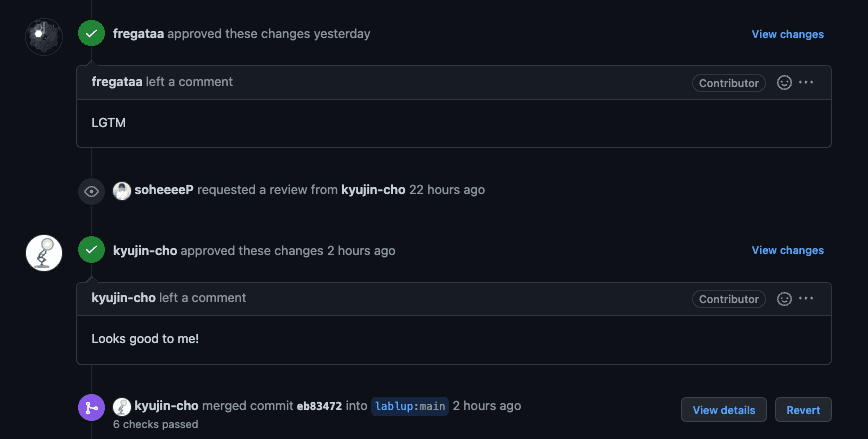 fregataa approved these changes yesterday
View changes
fregataa left a comment
Contributor
LGTM
soheeeeP requested a review from kyujin-cho 22 hours ago
kyujin-cho approved these changes 2 hours ago
View changes
kyujin-cho left a comment
Contributor
Looks good to me!
kyujin-cho merged commit eb83472 into lablup:main 2 hours ago
View details
Revert
6 checks passed